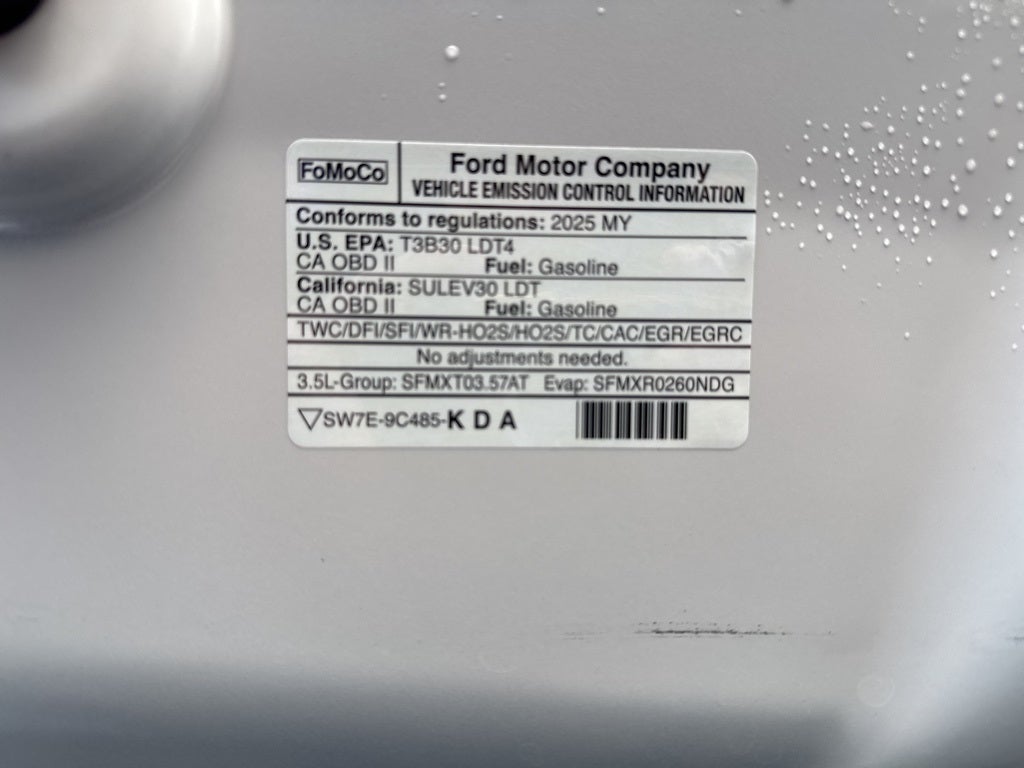 FoMoCo
Ford Motor Company
VEHICLE EMISSION CONTROL INFORMATION
Conforms to regulations: 2025 MY
U.S. EPA: T3B30 LDT4
CA OBD II Fuel: Gasoline
California: SULEV30 LDT
CA OBD II Fuel: Gasoline
TWC/DFI/SFI/WR-HO2S/HO2S/TC/CAC/EGR/EGRC
No adjustments needed.
3.5L-Group: SFMXT03.57AT Evap: SFMXR0260NDG
SW7E-9C485-K D A